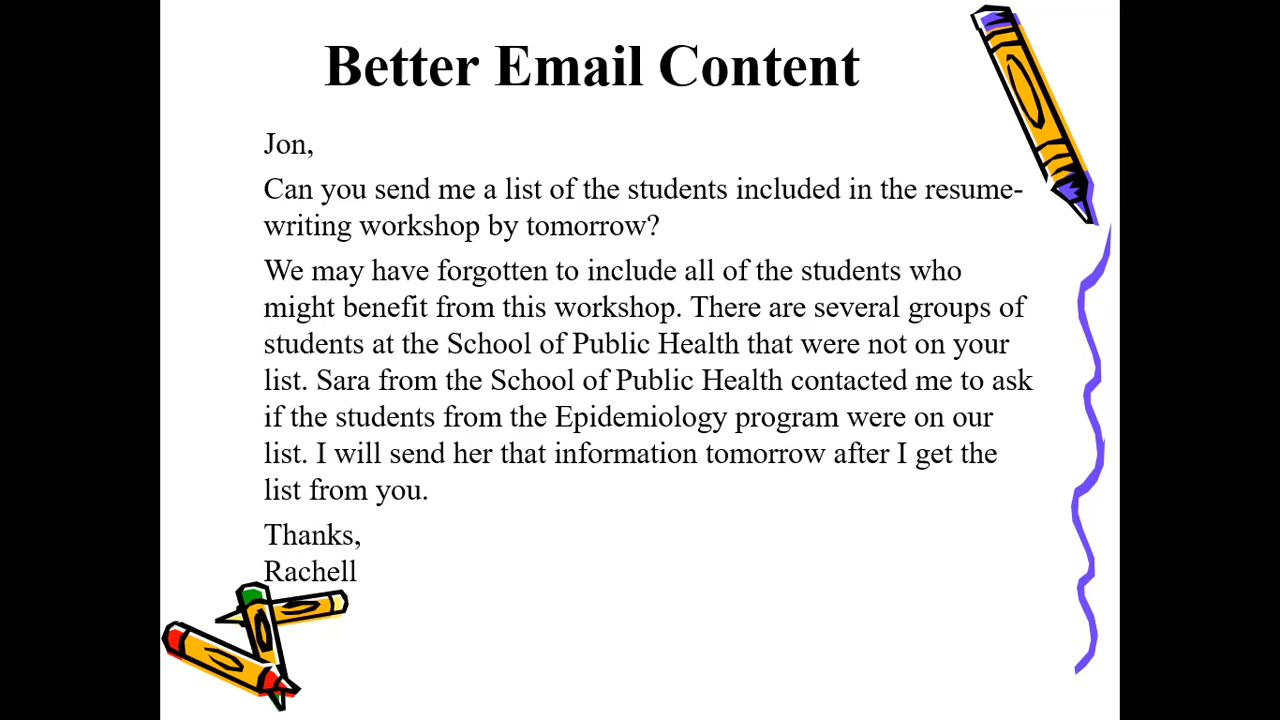 Better Email Content
Jon,
Can you send me a list of the students included in the resume-
writing workshop by tomorrow?
We may have forgotten to include all of the students who
might benefit from this workshop. There are several groups of
students at the School of Public Health that were not on your
list. Sara from the School of Public Health contacted me to ask
if the students from the Epidemiology program were on our
list. I will send her that information tomorrow after I get the
list from you.
Thanks,
Rachell